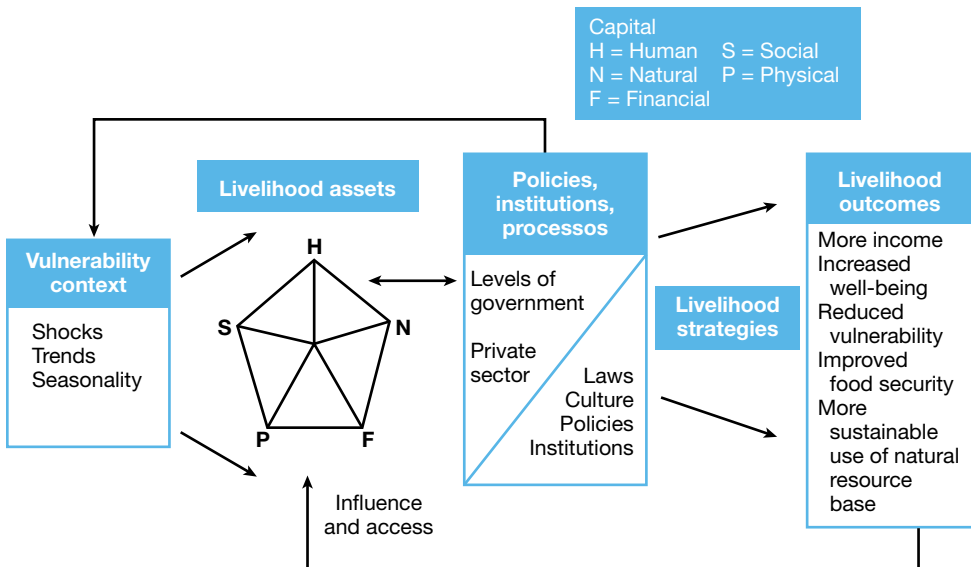 Capital
H = Human S = Social
N = Natural P = Physical
F = Financial
Livelihood assets
Policies,
institutions,
processos
Livelihood
outcomes
Vulnerability
context
Shocks
Trends
Seasonality
H
S
N
P
F
Levels of
government
Private
sector
Laws
Culture
Policies
Institutions
Livelihood
strategies
More income
Increased
well-being
Reduced
vulnerability
Improved
food security
More
sustainable
use of natural
resource
base
Influence
and access